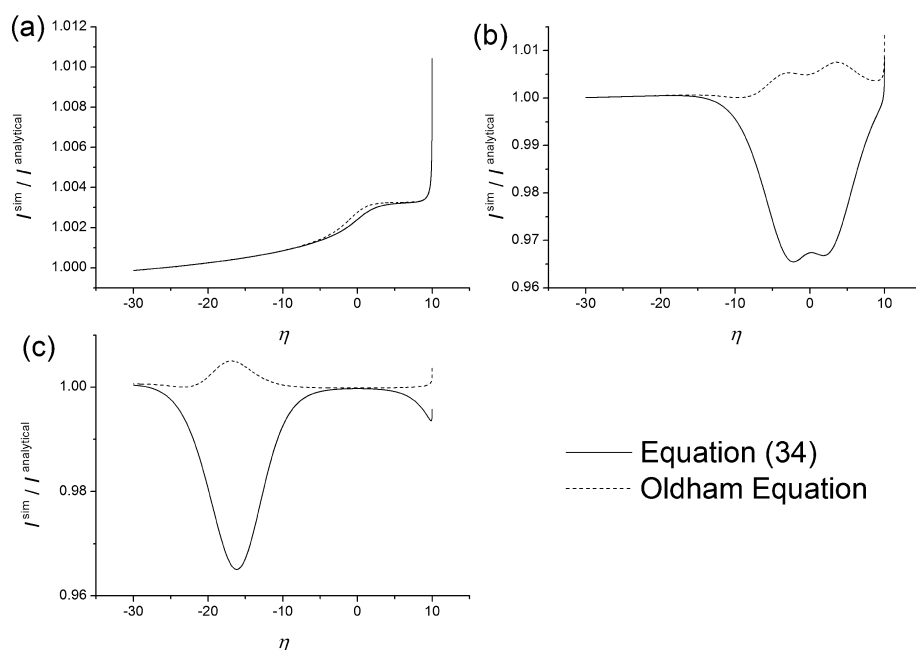 (a)
1.012
1.010
1.008
1.006
1.004
1.002
1.000
I sim / I analytical
-30 -20 -10 0 10
η
(b)
1.01
1.00
0.99
0.98
0.97
0.96
I sim / I analytical
-30 -20 -10 0 10
η
(c)
1.00
0.98
0.96
I sim / I analytical
-30 -20 -10 0 10
η
Equation (34)
Oldham Equation